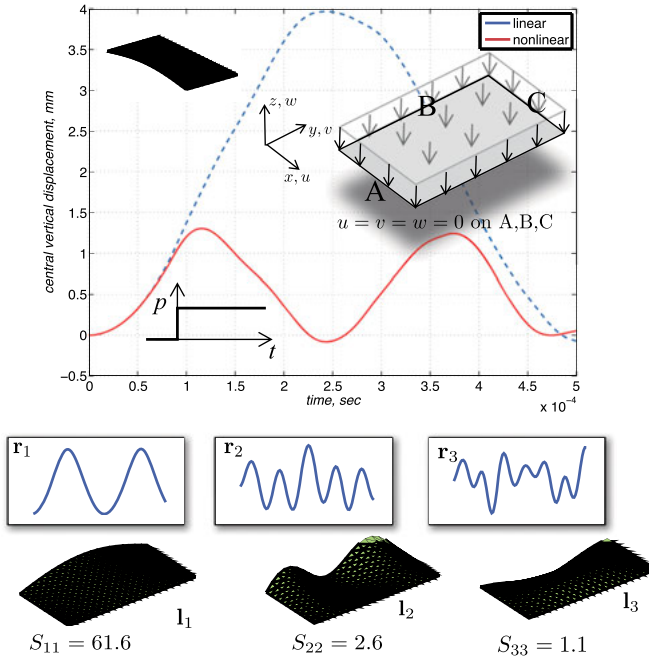 central vertical displacement, mm
4
3.5
3
2.5
2
1.5
1
0.5
0
−0.5
linear
nonlinear
z, w
y, v
x, u
B
C
A
u = v = w = 0 on A,B,C
p
t
0
0.5
1
1.5
2
2.5
3
3.5
4
4.5
5
time, sec
x 10⁻⁴
r₁
r₂
r₃
l₁
l₂
l₃
S₁₁ = 61.6
S₂₂ = 2.6
S₃₃ = 1.1